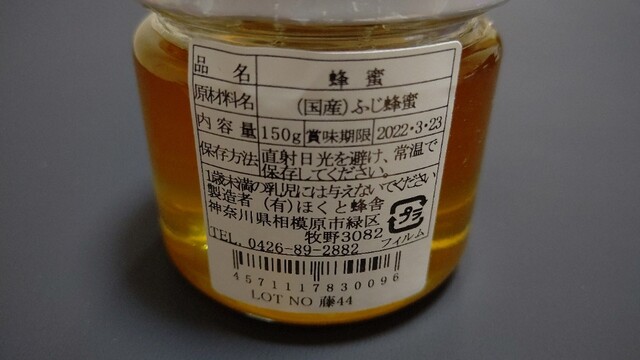 品 名 蜂蜜
原材料名 (国産)ふじ蜂蜜
内容量 150g 賞味期限 2022・3・23
保存方法 直射日光を避け、常温で
保存してください。
1歳未満の乳児には与えないでください
製造者 (有)ほくと蜂舎
神奈川県相模原市緑区
牧野3082
プラ
TEL. 0426-89-2882 フィルム
4571117830096
LOT NO 藤44